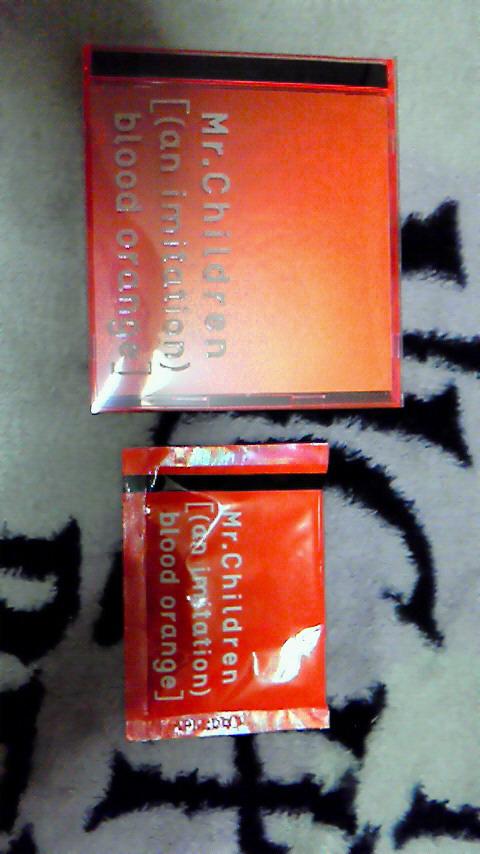 Mr.Children
[(an imitation)
blood orange]
Mr.Children
[(an imitation)
blood orange]